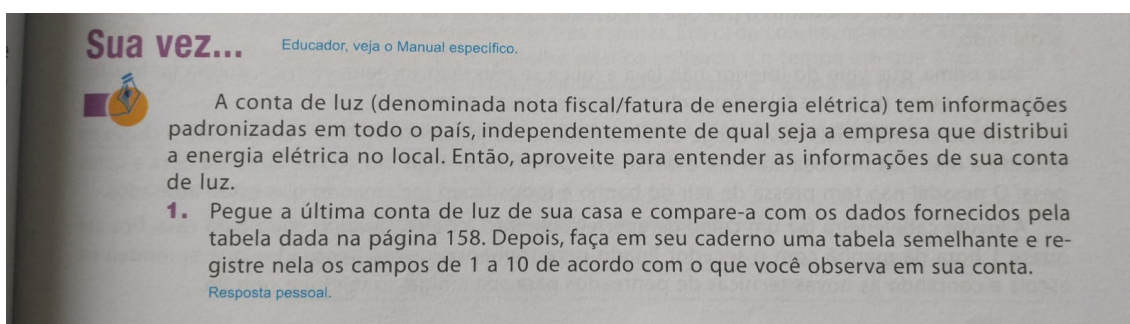 Sua vez... Educador, veja o Manual específico.
A conta de luz (denominada nota fiscal/fatura de energia elétrica) tem informações
padronizadas em todo o país, independentemente de qual seja a empresa que distribui
a energia elétrica no local. Então, aproveite para entender as informações de sua conta
de luz.
1. Pegue a última conta de luz de sua casa e compare-a com os dados fornecidos pela
tabela dada na página 158. Depois, faça em seu caderno uma tabela semelhante e re-
gistre nela os campos de 1 a 10 de acordo com o que você observa em sua conta.
Resposta pessoal.